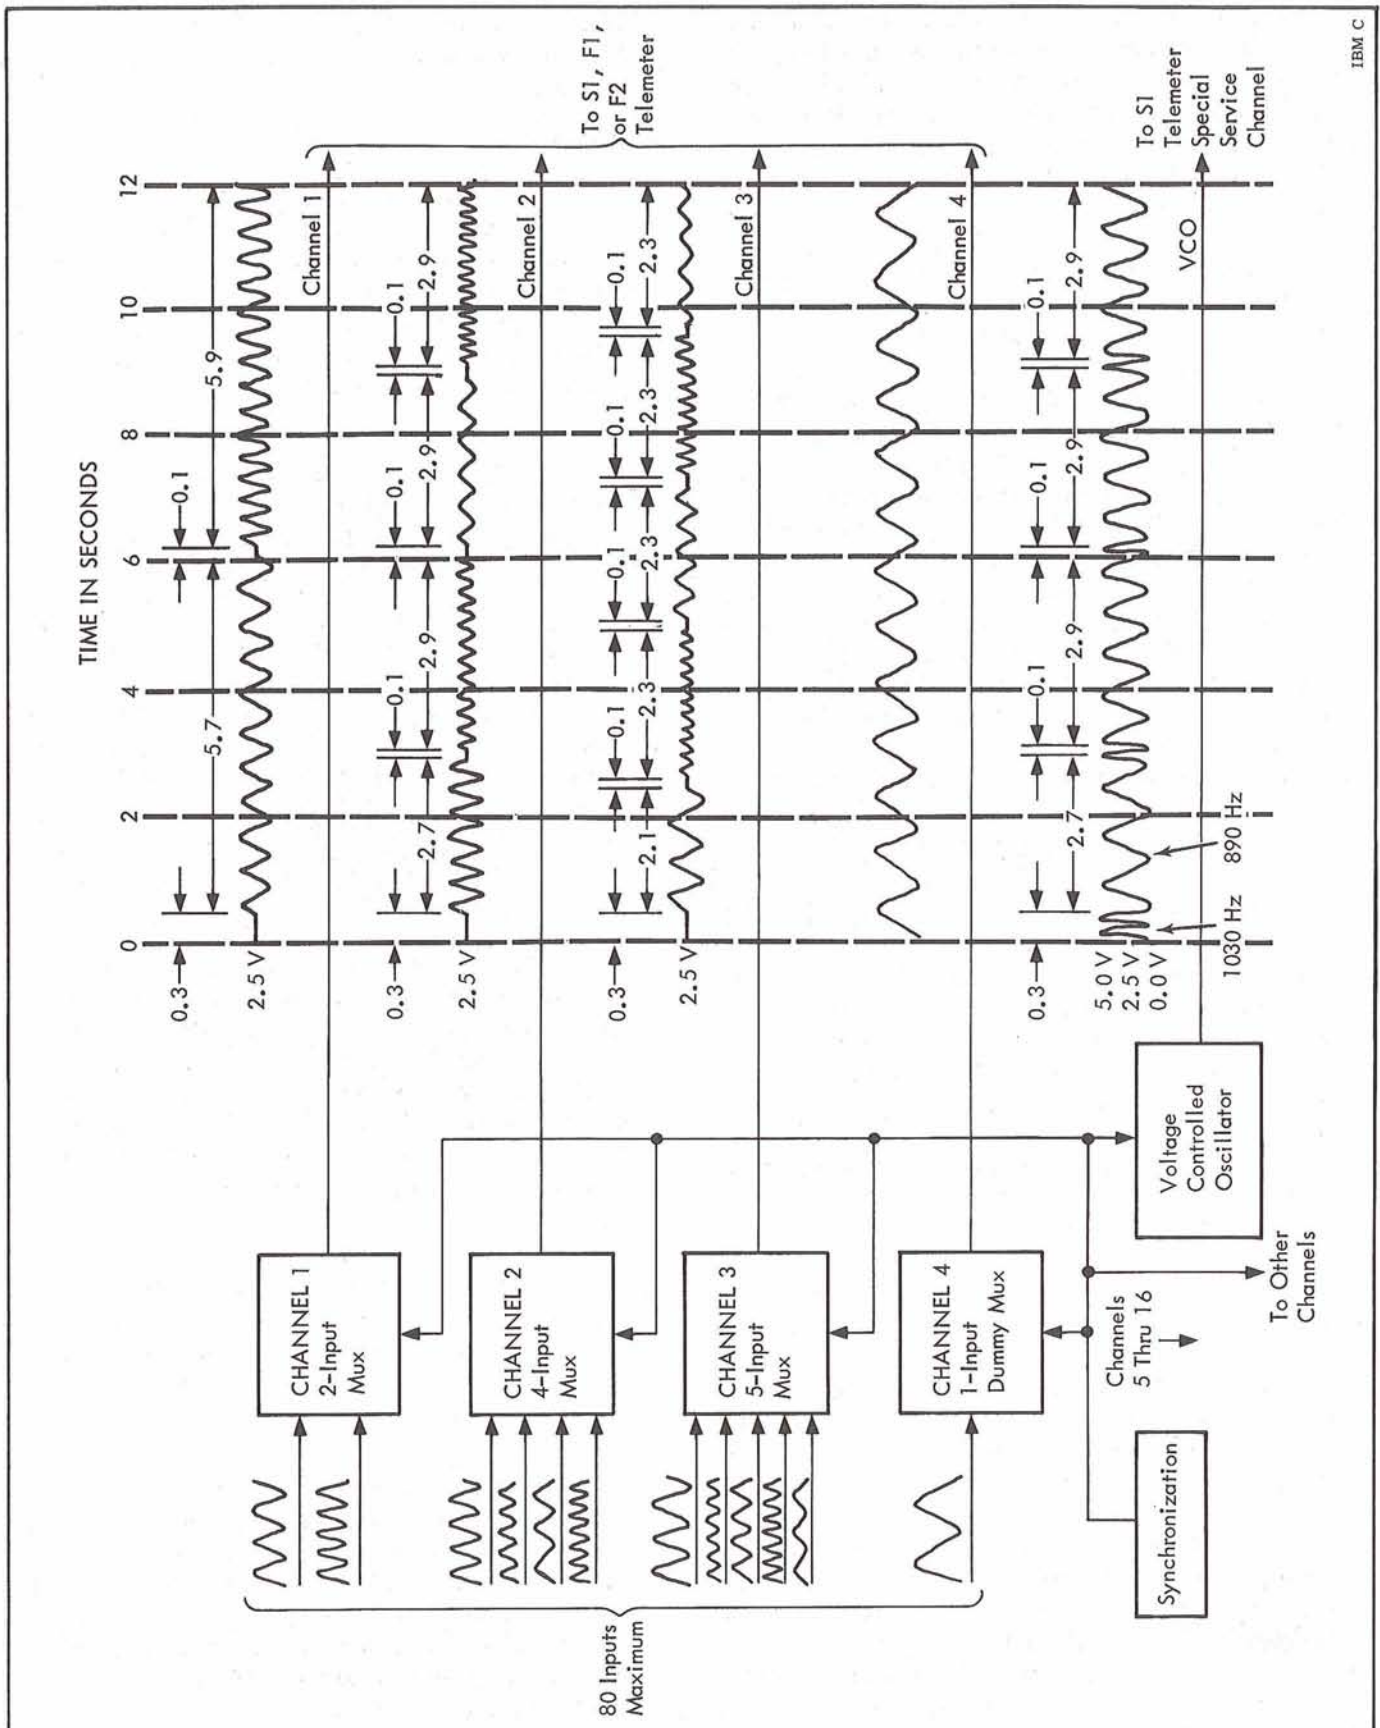 TIME IN SECONDS
0 2 4 6 8 10 12
0.3 0.1
5.7 5.9
2.5 V
Channel 1
0.3 0.1 0.1 0.1
2.7 2.9 2.9 2.9
2.5 V
Channel 2
0.3 0.1 0.1 0.1 0.1
2.1 2.3 2.3 2.3 2.3
2.5 V
Channel 3
Channel 4
0.3 0.1 0.1 0.1
2.7 2.9 2.9 2.9
5.0 V
2.5 V
0.0 V
VCO
1030 Hz 890 Hz
To S1, F1,
or F2
Telemeter
To S1
Telemeter
Special
Service
Channel
80 Inputs
Maximum
CHANNEL 1
2-Input
Mux
CHANNEL 2
4-Input
Mux
CHANNEL 3
5-Input
Mux
CHANNEL 4
1-Input
Dummy Mux
Channels
5 Thru 16
Synchronization
Voltage
Controlled
Oscillator
To Other
Channels
IBM C